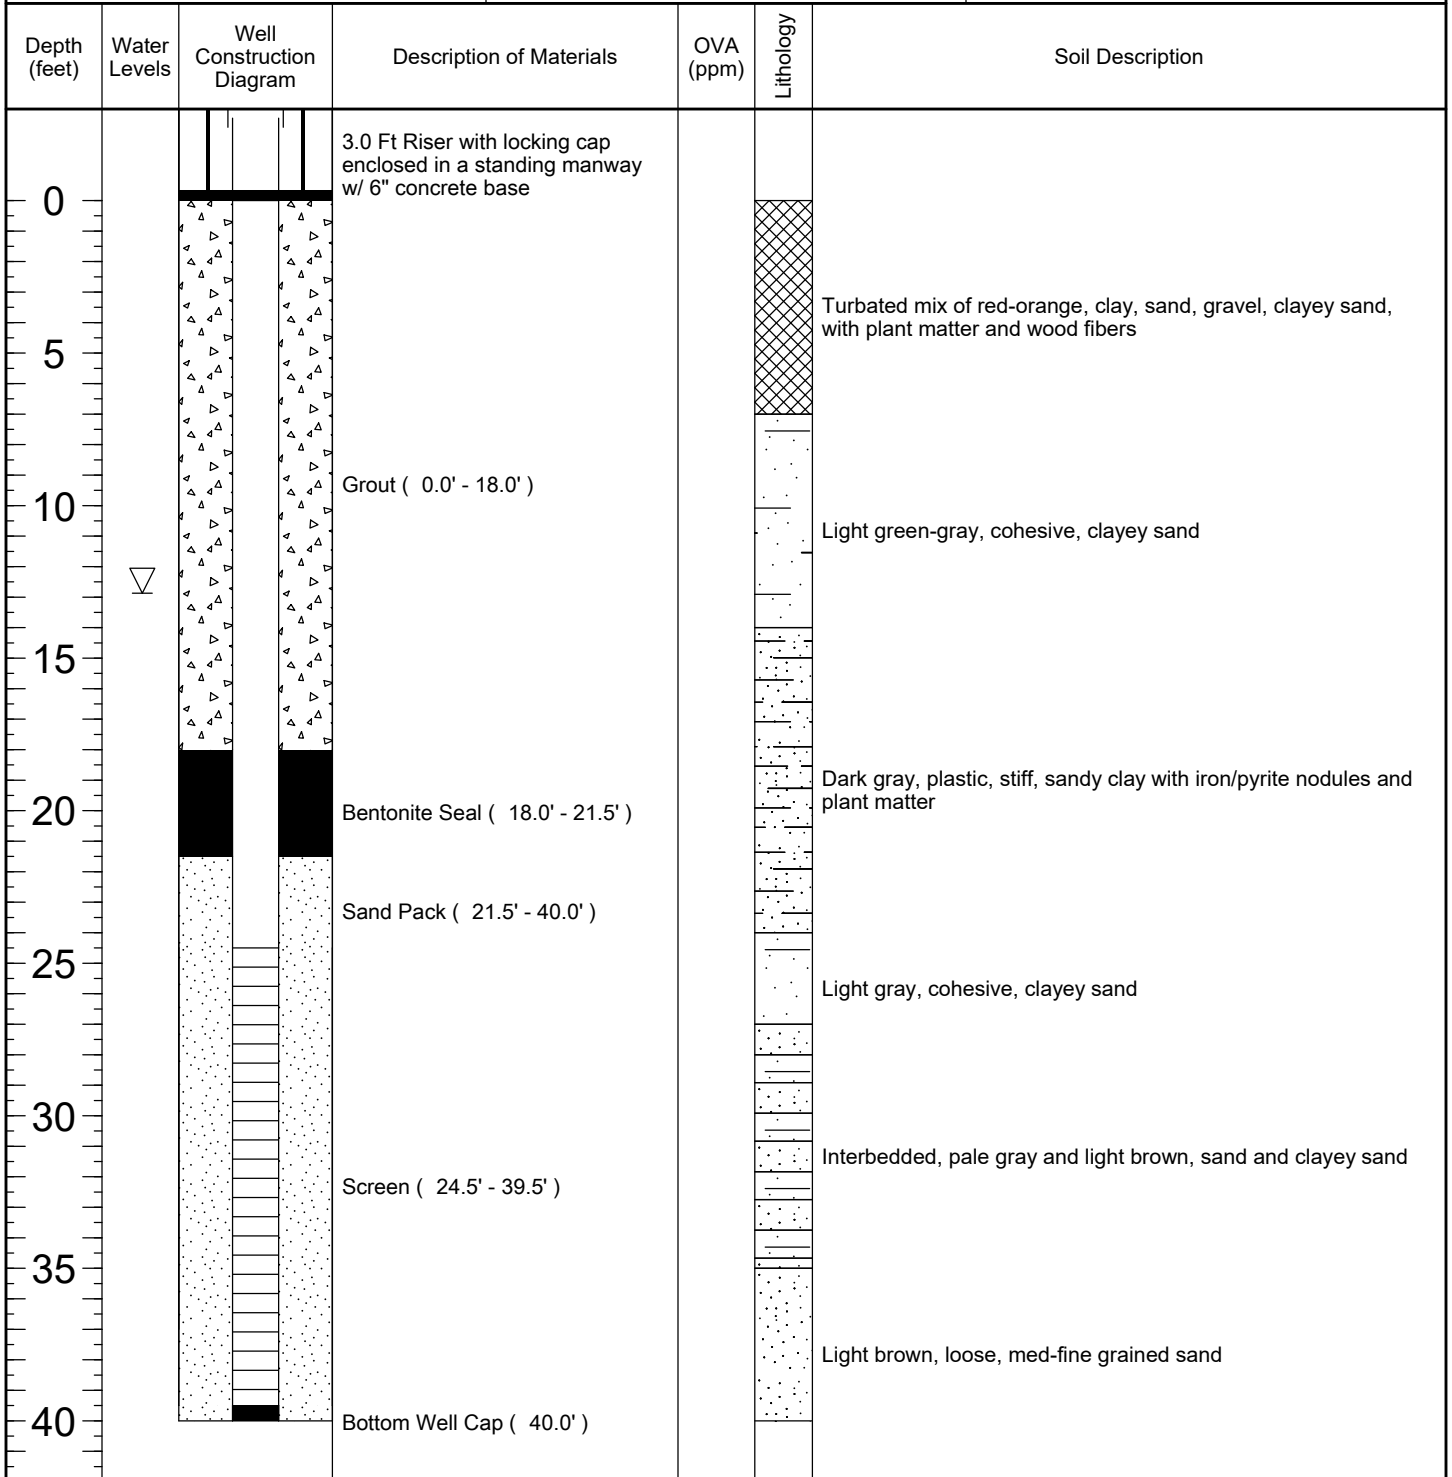 Depth
(feet)
Water
Levels
Well
Construction
Diagram
Description of Materials
OVA
(ppm)
Lithology
Soil Description
3.0 Ft Riser with locking cap
enclosed in a standing manway
w/ 6" concrete base
0
Turbated mix of red-orange, clay, sand, gravel, clayey sand,
with plant matter and wood fibers
5
Grout ( 0.0' - 18.0' )
10
Light green-gray, cohesive, clayey sand
15
Dark gray, plastic, stiff, sandy clay with iron/pyrite nodules and
plant matter
20
Bentonite Seal ( 18.0' - 21.5' )
Sand Pack ( 21.5' - 40.0' )
25
Light gray, cohesive, clayey sand
30
Interbedded, pale gray and light brown, sand and clayey sand
Screen ( 24.5' - 39.5' )
35
Light brown, loose, med-fine grained sand
40
Bottom Well Cap ( 40.0' )